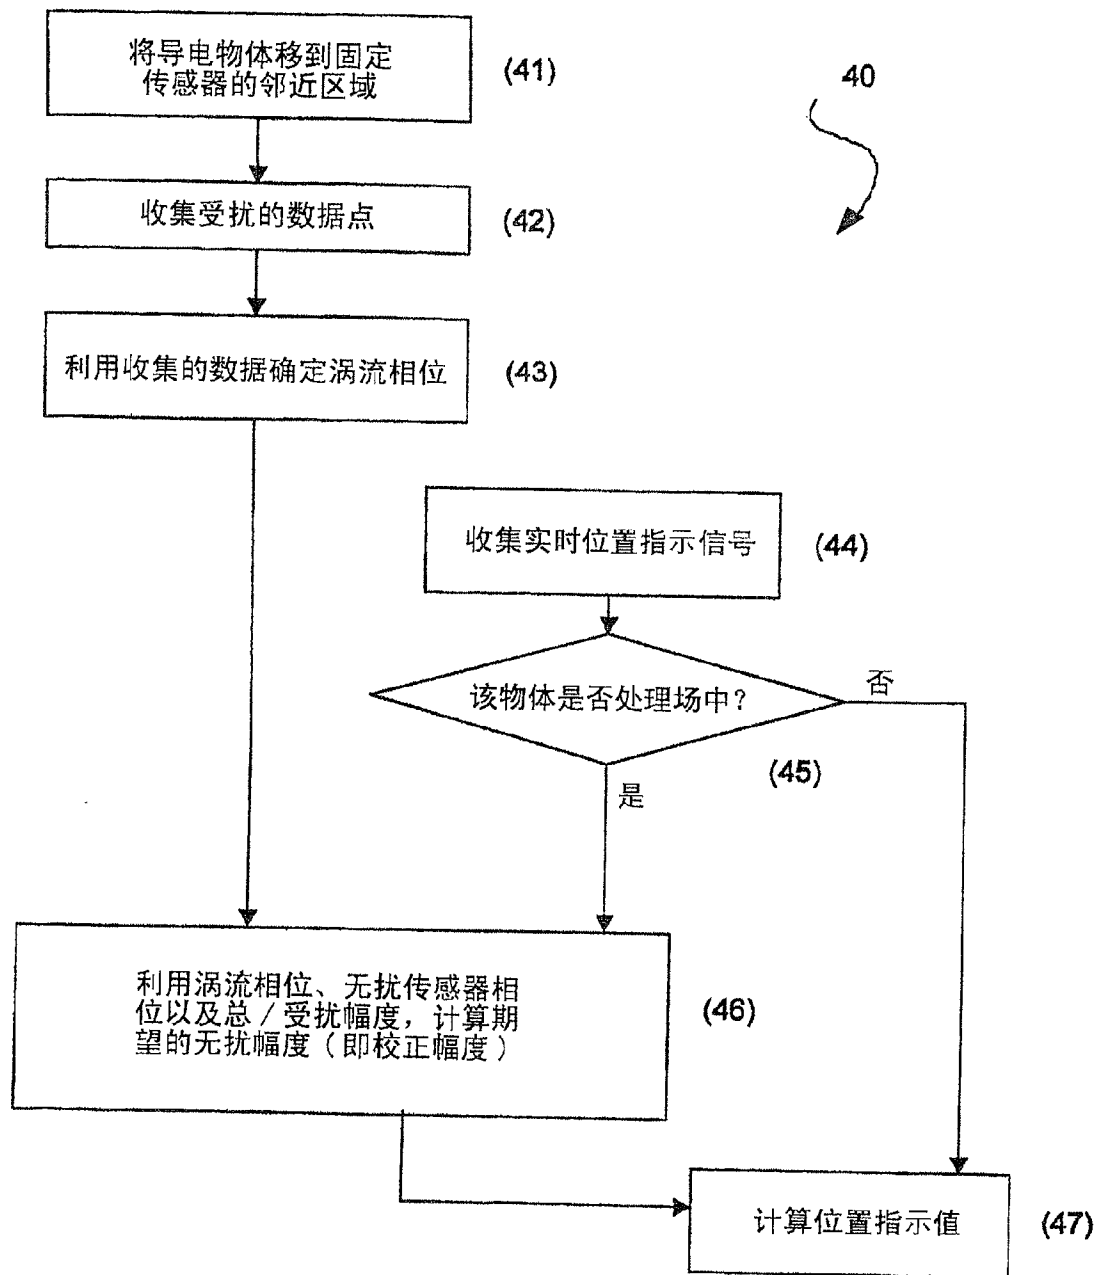 将导电物体移到固定
传感器的邻近区域
(41)
40
收集受扰的数据点
(42)
利用收集的数据确定涡流相位
(43)
收集实时位置指示信号
(44)
该物体是否处理场中?
否
(45)
是
利用涡流相位、无扰传感器相
位以及总/受扰幅度,计算期
望的无扰幅度(即校正幅度)
(46)
计算位置指示值
(47)